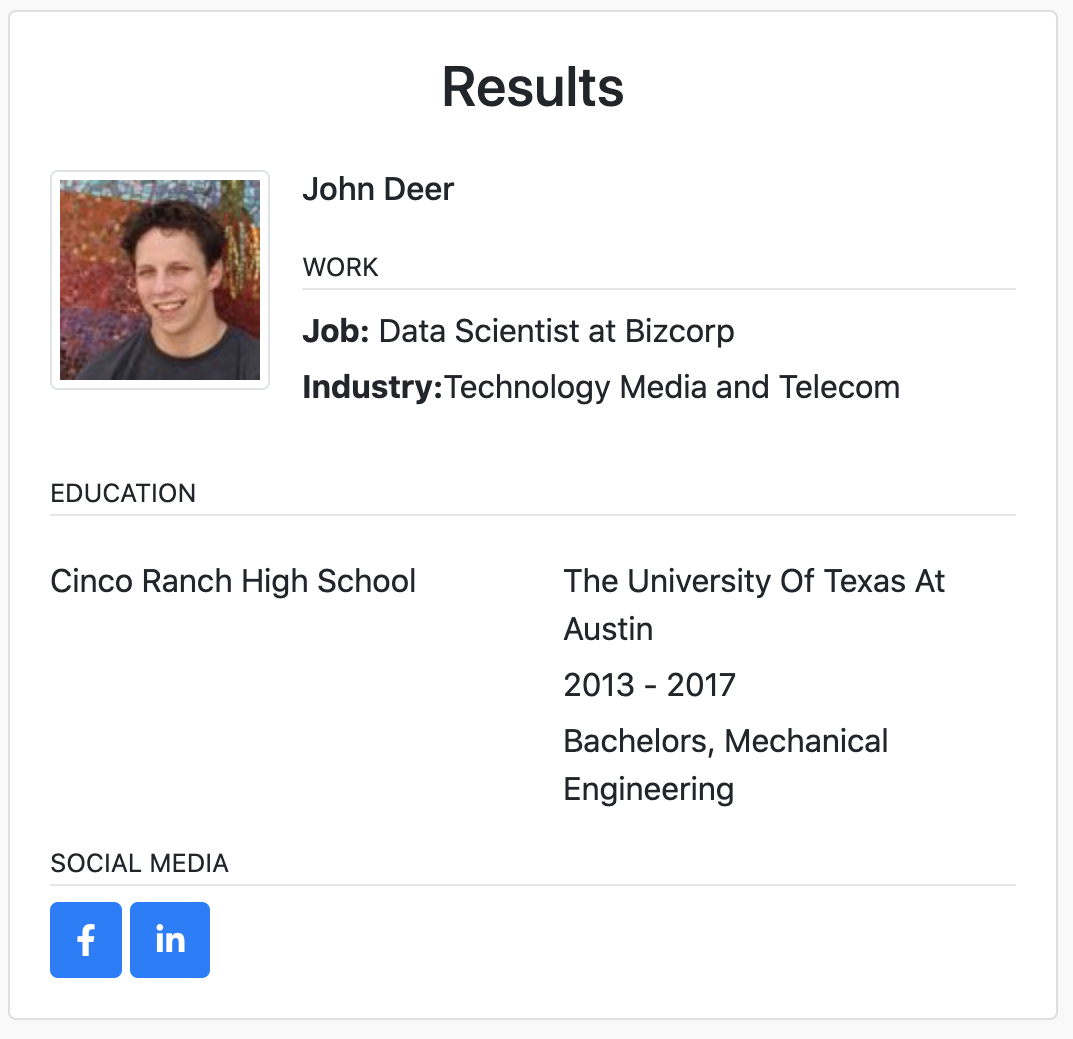 Results
John Deer
WORK
Job: Data Scientist at Bizcorp
Industry:Technology Media and Telecom
EDUCATION
Cinco Ranch High School
The University Of Texas At
Austin
2013 - 2017
Bachelors, Mechanical
Engineering
SOCIAL MEDIA
f
in